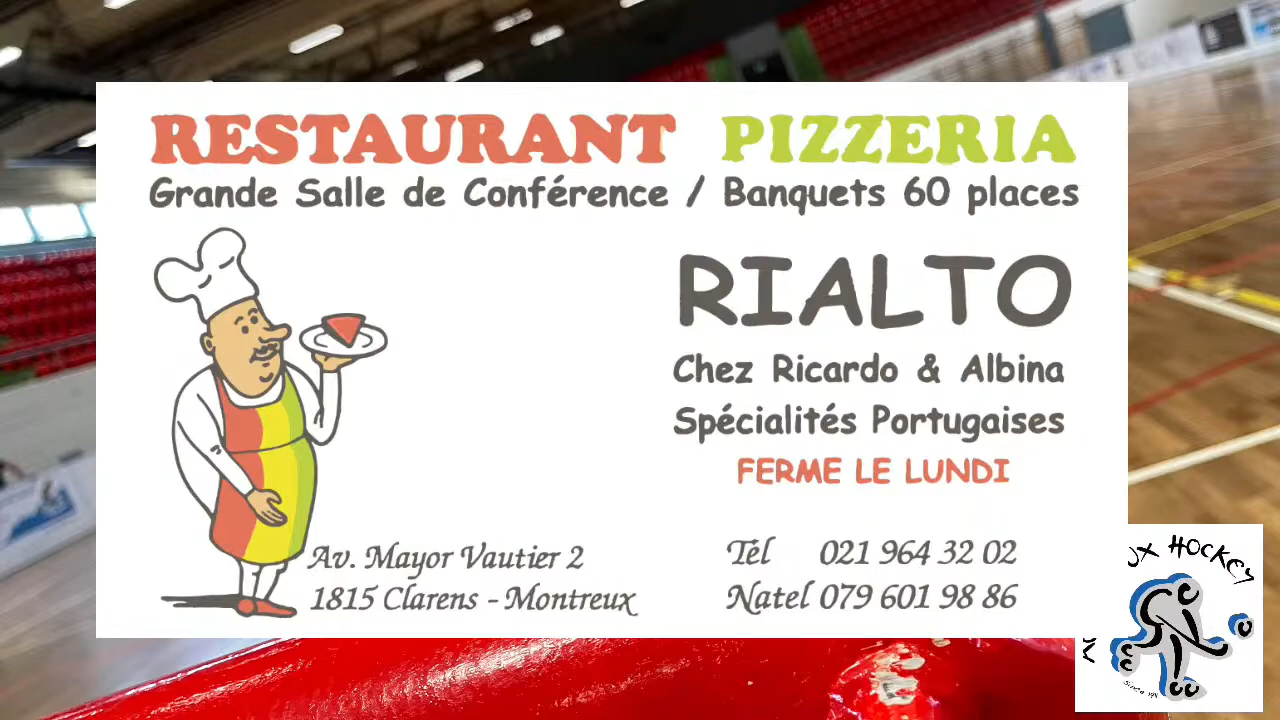 RESTAURANT PIZZERIA
Grande Salle de Conférence / Banquets 60 places
RIALTO
Chez Ricardo & Albina
Spécialités Portugaises
FERME LE LUNDI
Av. Mayor Vautier 2
1815 Clarens - Montreux
Tél 021 964 32 02
Natel 079 601 98 86
UX HOCKEY